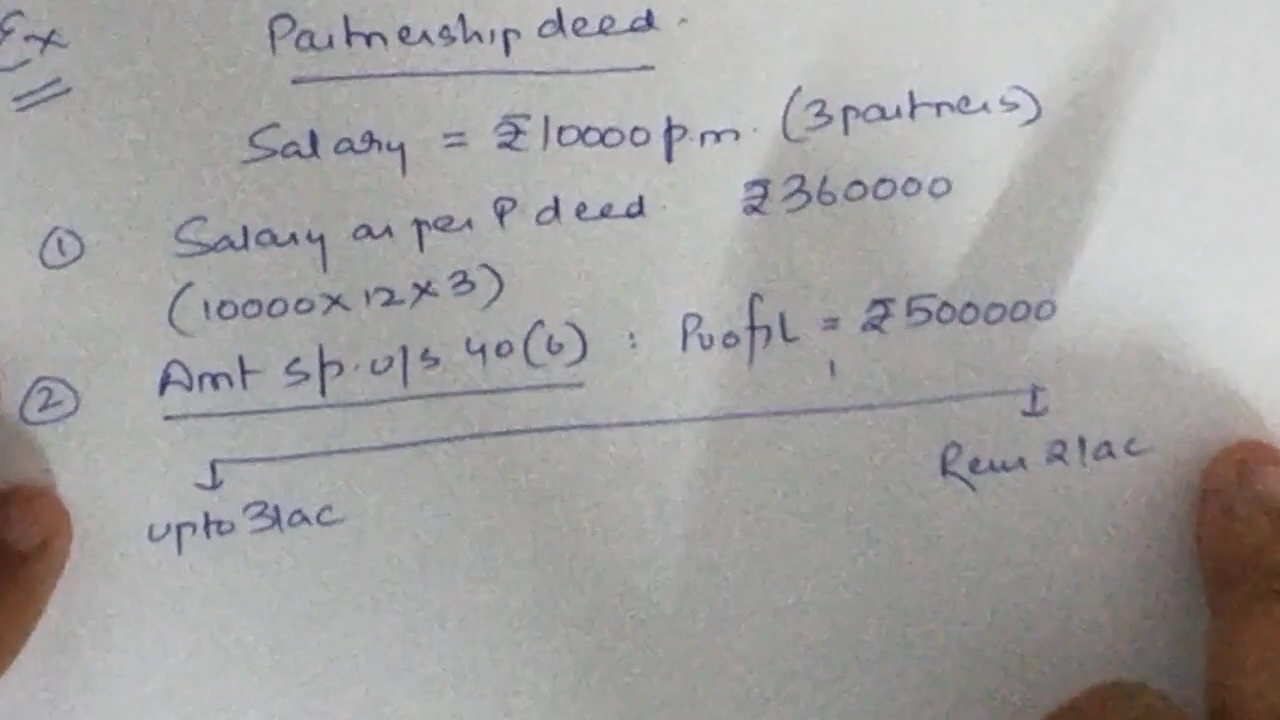 Ex
Partnership deed.
Salary = ₹10000 p.m. (3 partners)
① Salary as per P deed. ₹360000
(10000 × 12 × 3)
② Amt sp. u/s 40(b) : Profit = ₹500000
upto 3lac Rem 2lac